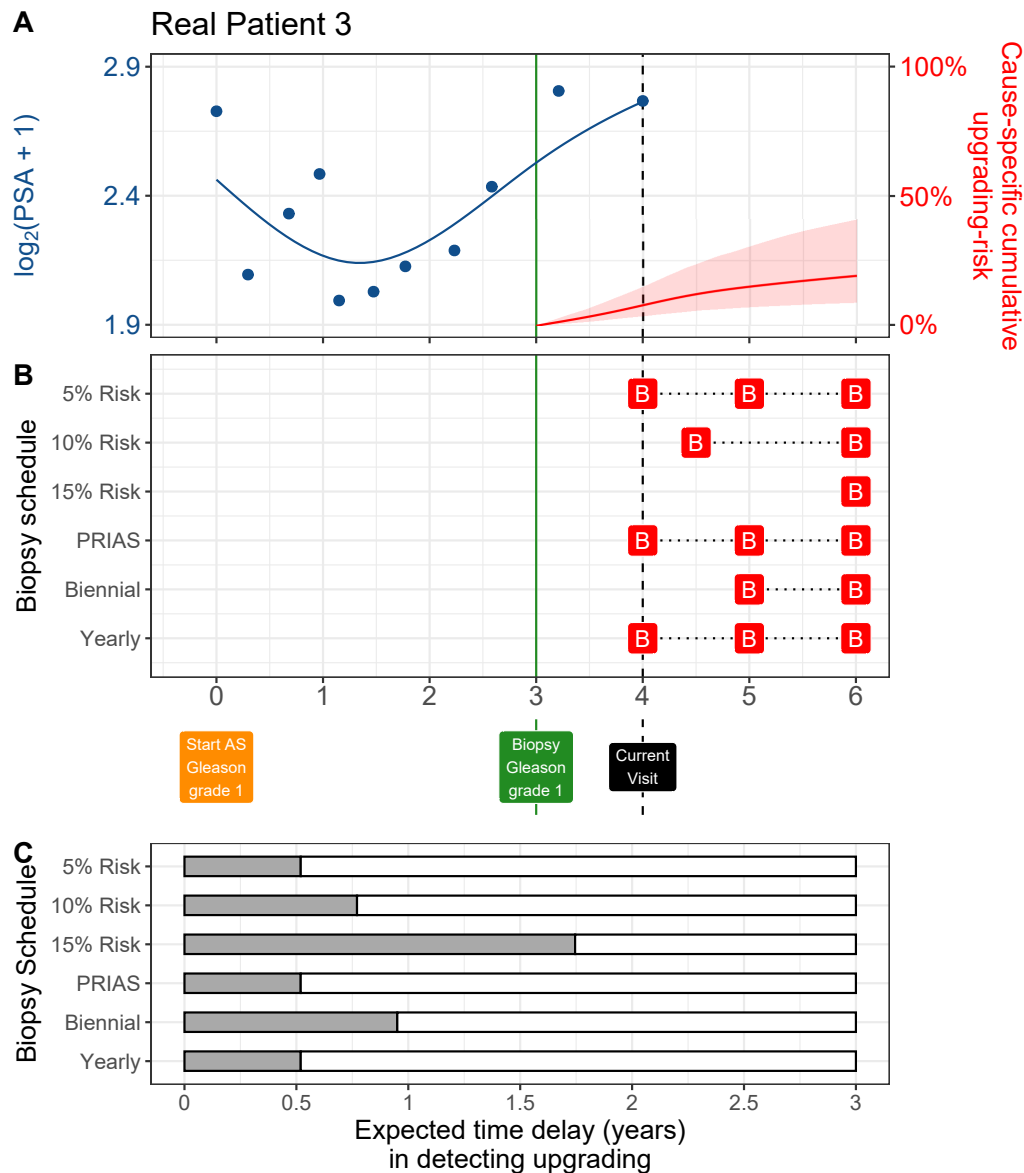 A
Real Patient 3
log₂(PSA + 1)
2.9
2.4
1.9
100%
50%
0%
Cause-specific cumulative
upgrading-risk
B
Biopsy schedule
5% Risk
B B B
10% Risk
B B
15% Risk
B
PRIAS
B B B
Biennial
B B
Yearly
B B B
0 1 2 3 4 5 6
Start AS
Gleason
grade 1
Biopsy
Gleason
grade 1
Current
Visit
C
Biopsy Schedule
5% Risk
10% Risk
15% Risk
PRIAS
Biennial
Yearly
0 0.5 1 1.5 2 2.5 3
Expected time delay (years)
in detecting upgrading